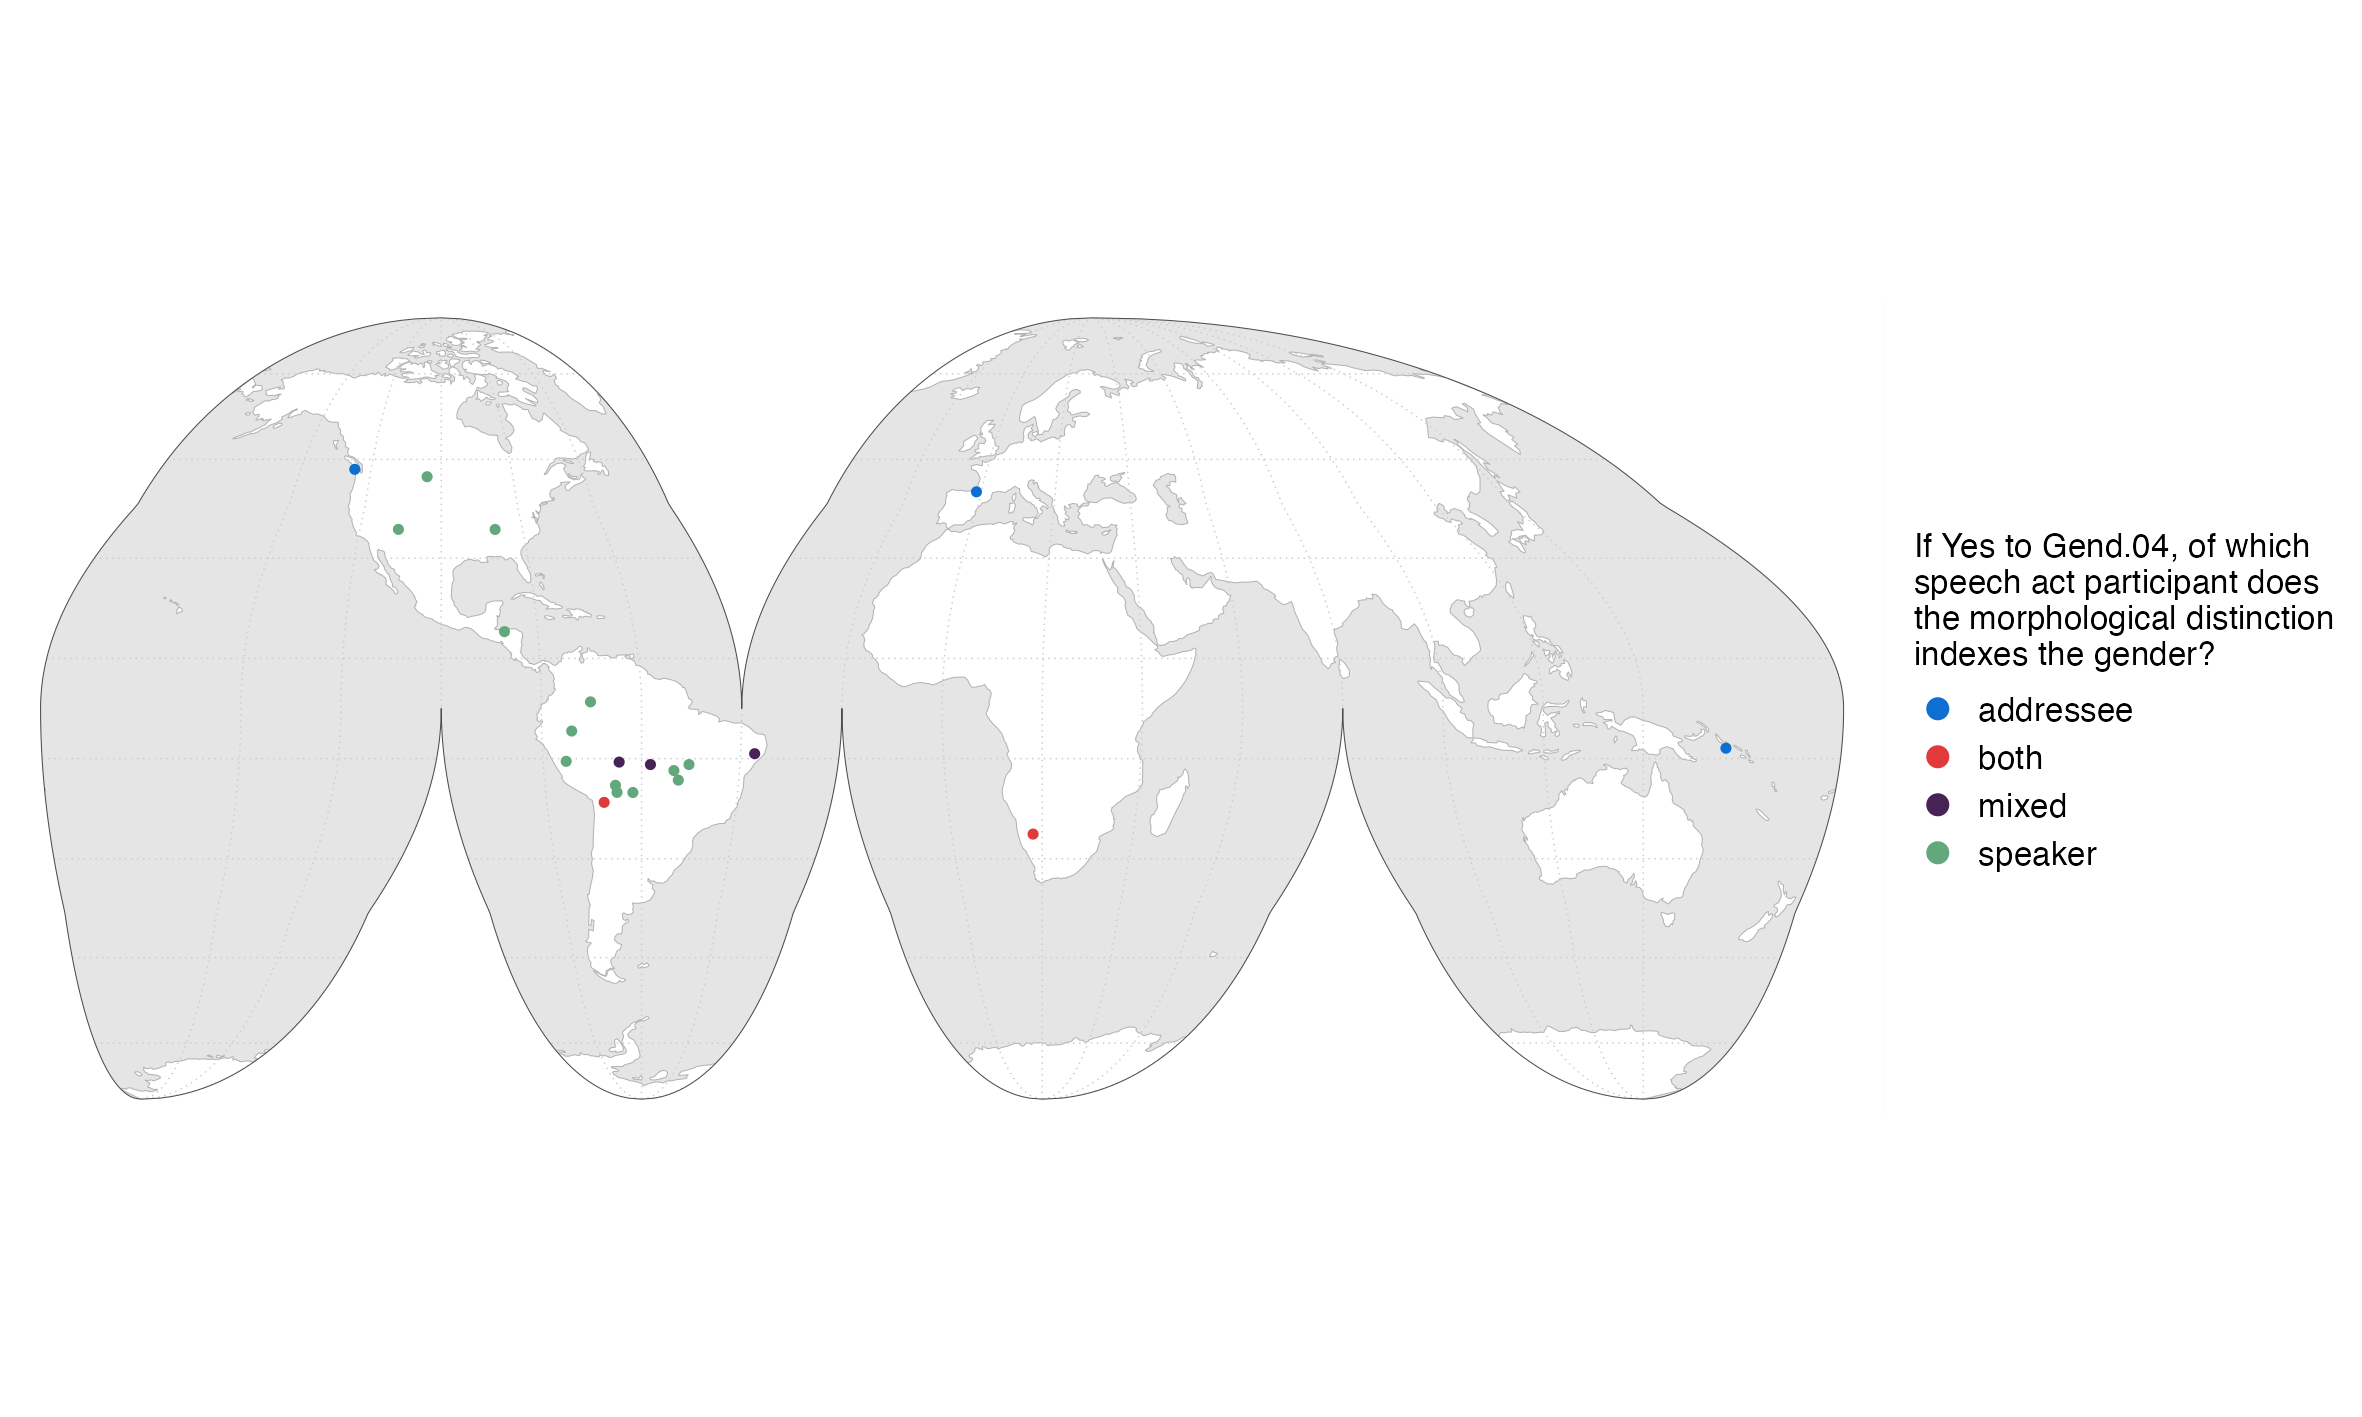 If Yes to Gend.04, of which
speech act participant does
the morphological distinction
indexes the gender?
addressee
both
mixed
speaker